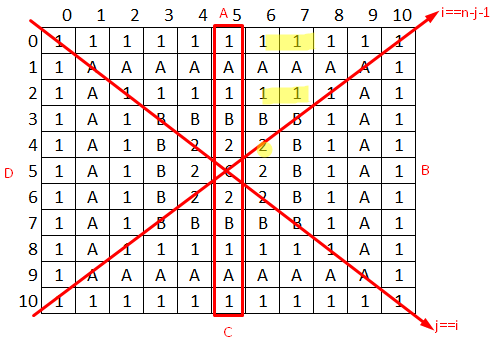 A
0 1 2 3 4 5 6 7 8 9 10 i==n-j-1
0 1 1 1 1 1 1 1 1 1 1 1
1 1 A A A A A A A A A 1
2 1 A 1 1 1 1 1 1 1 A 1
3 1 A 1 B B B B B 1 A 1
4 1 A 1 B 2 2 2 B 1 A 1
D 5 1 A 1 B 2 C 2 B 1 A 1 B
6 1 A 1 B 2 2 2 B 1 A 1
7 1 A 1 B B B B B 1 A 1
8 1 A 1 1 1 1 1 1 1 A 1
9 1 A A A A A A A A A 1
10 1 1 1 1 1 1 1 1 1 1 1
C
j==i